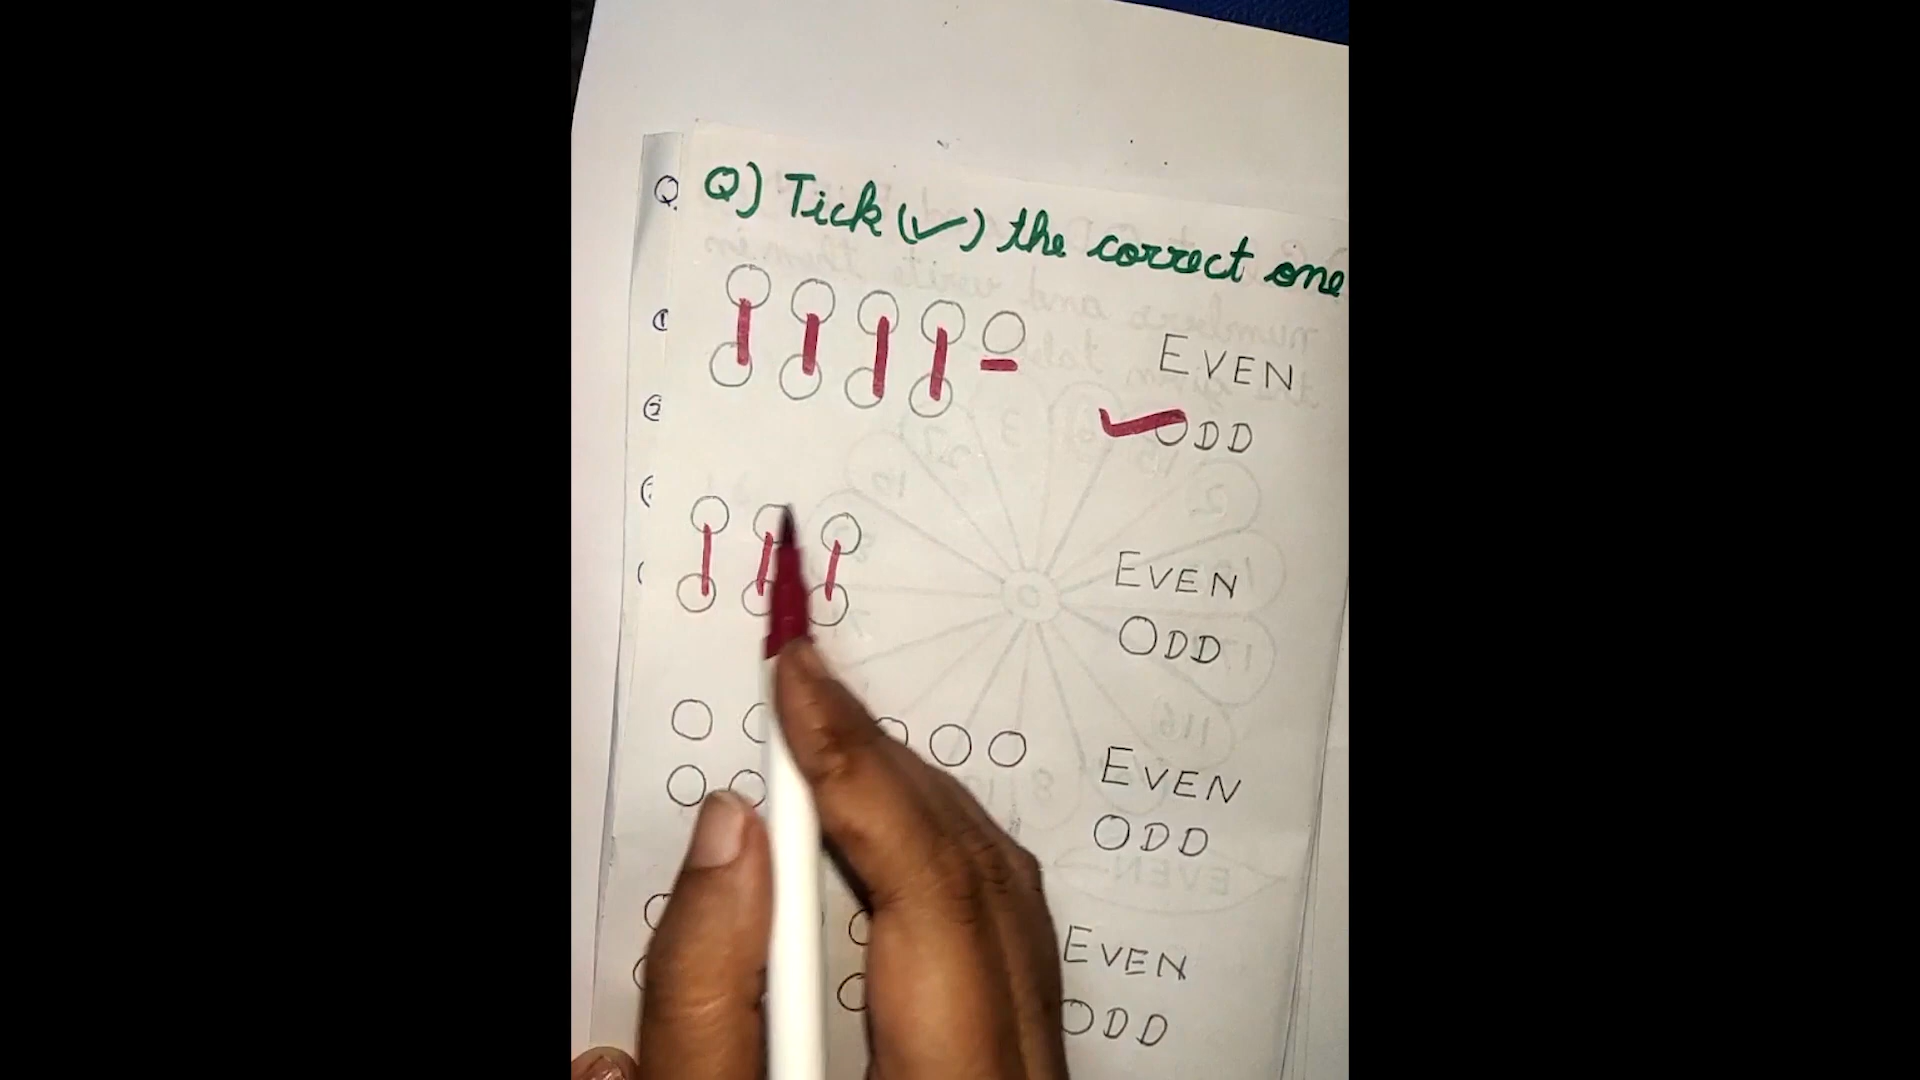 Q) Tick (✓) the correct one
EVEN
ODD
EVEN
ODD
EVEN
ODD
EVEN
ODD